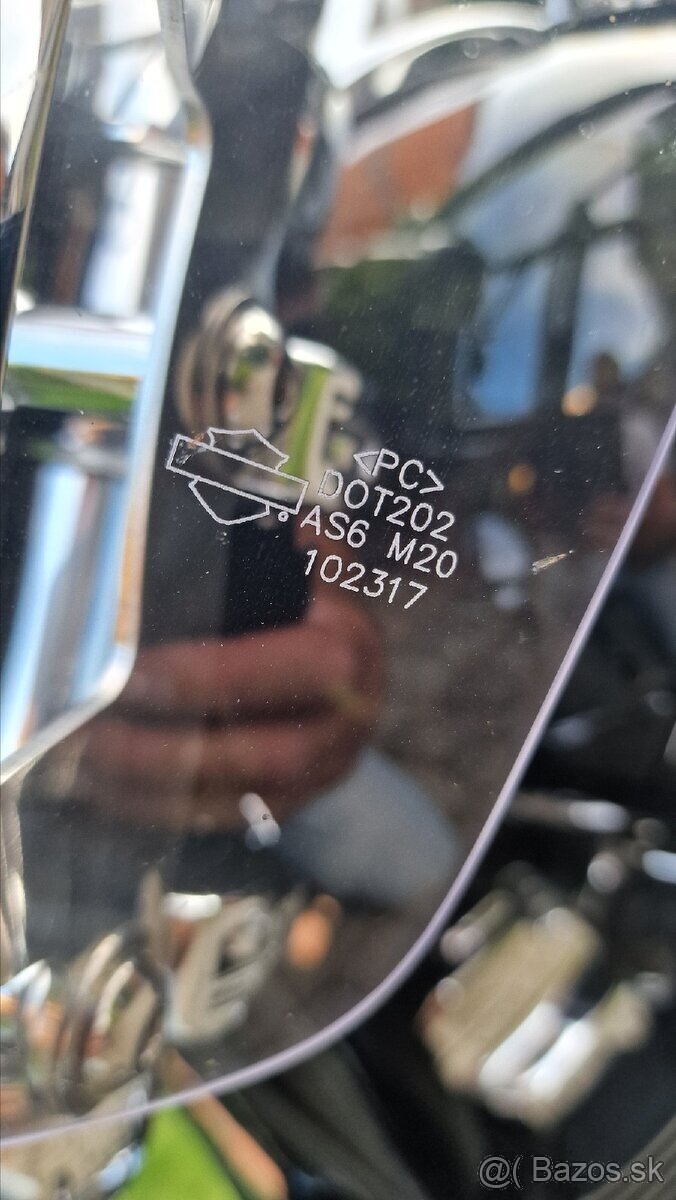 <PC>
DOT202
AS6 M20
102317
@( Bazos.sk